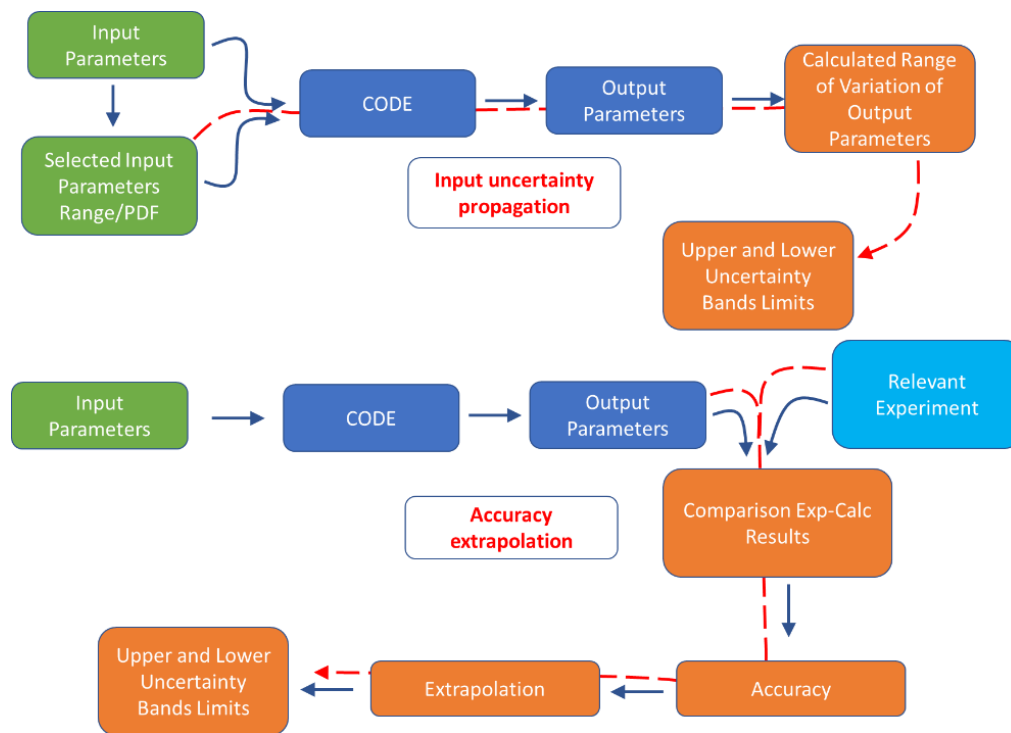 Input
Parameters
CODE
Output
Parameters
Calculated Range
of Variation of
Output
Parameters
Selected Input
Parameters
Range/PDF
Input uncertainty
propagation
Upper and Lower
Uncertainty
Bands Limits
Input
Parameters
CODE
Output
Parameters
Relevant
Experiment
Accuracy
extrapolation
Comparison Exp-Calc
Results
Upper and Lower
Uncertainty
Bands Limits
Extrapolation
Accuracy